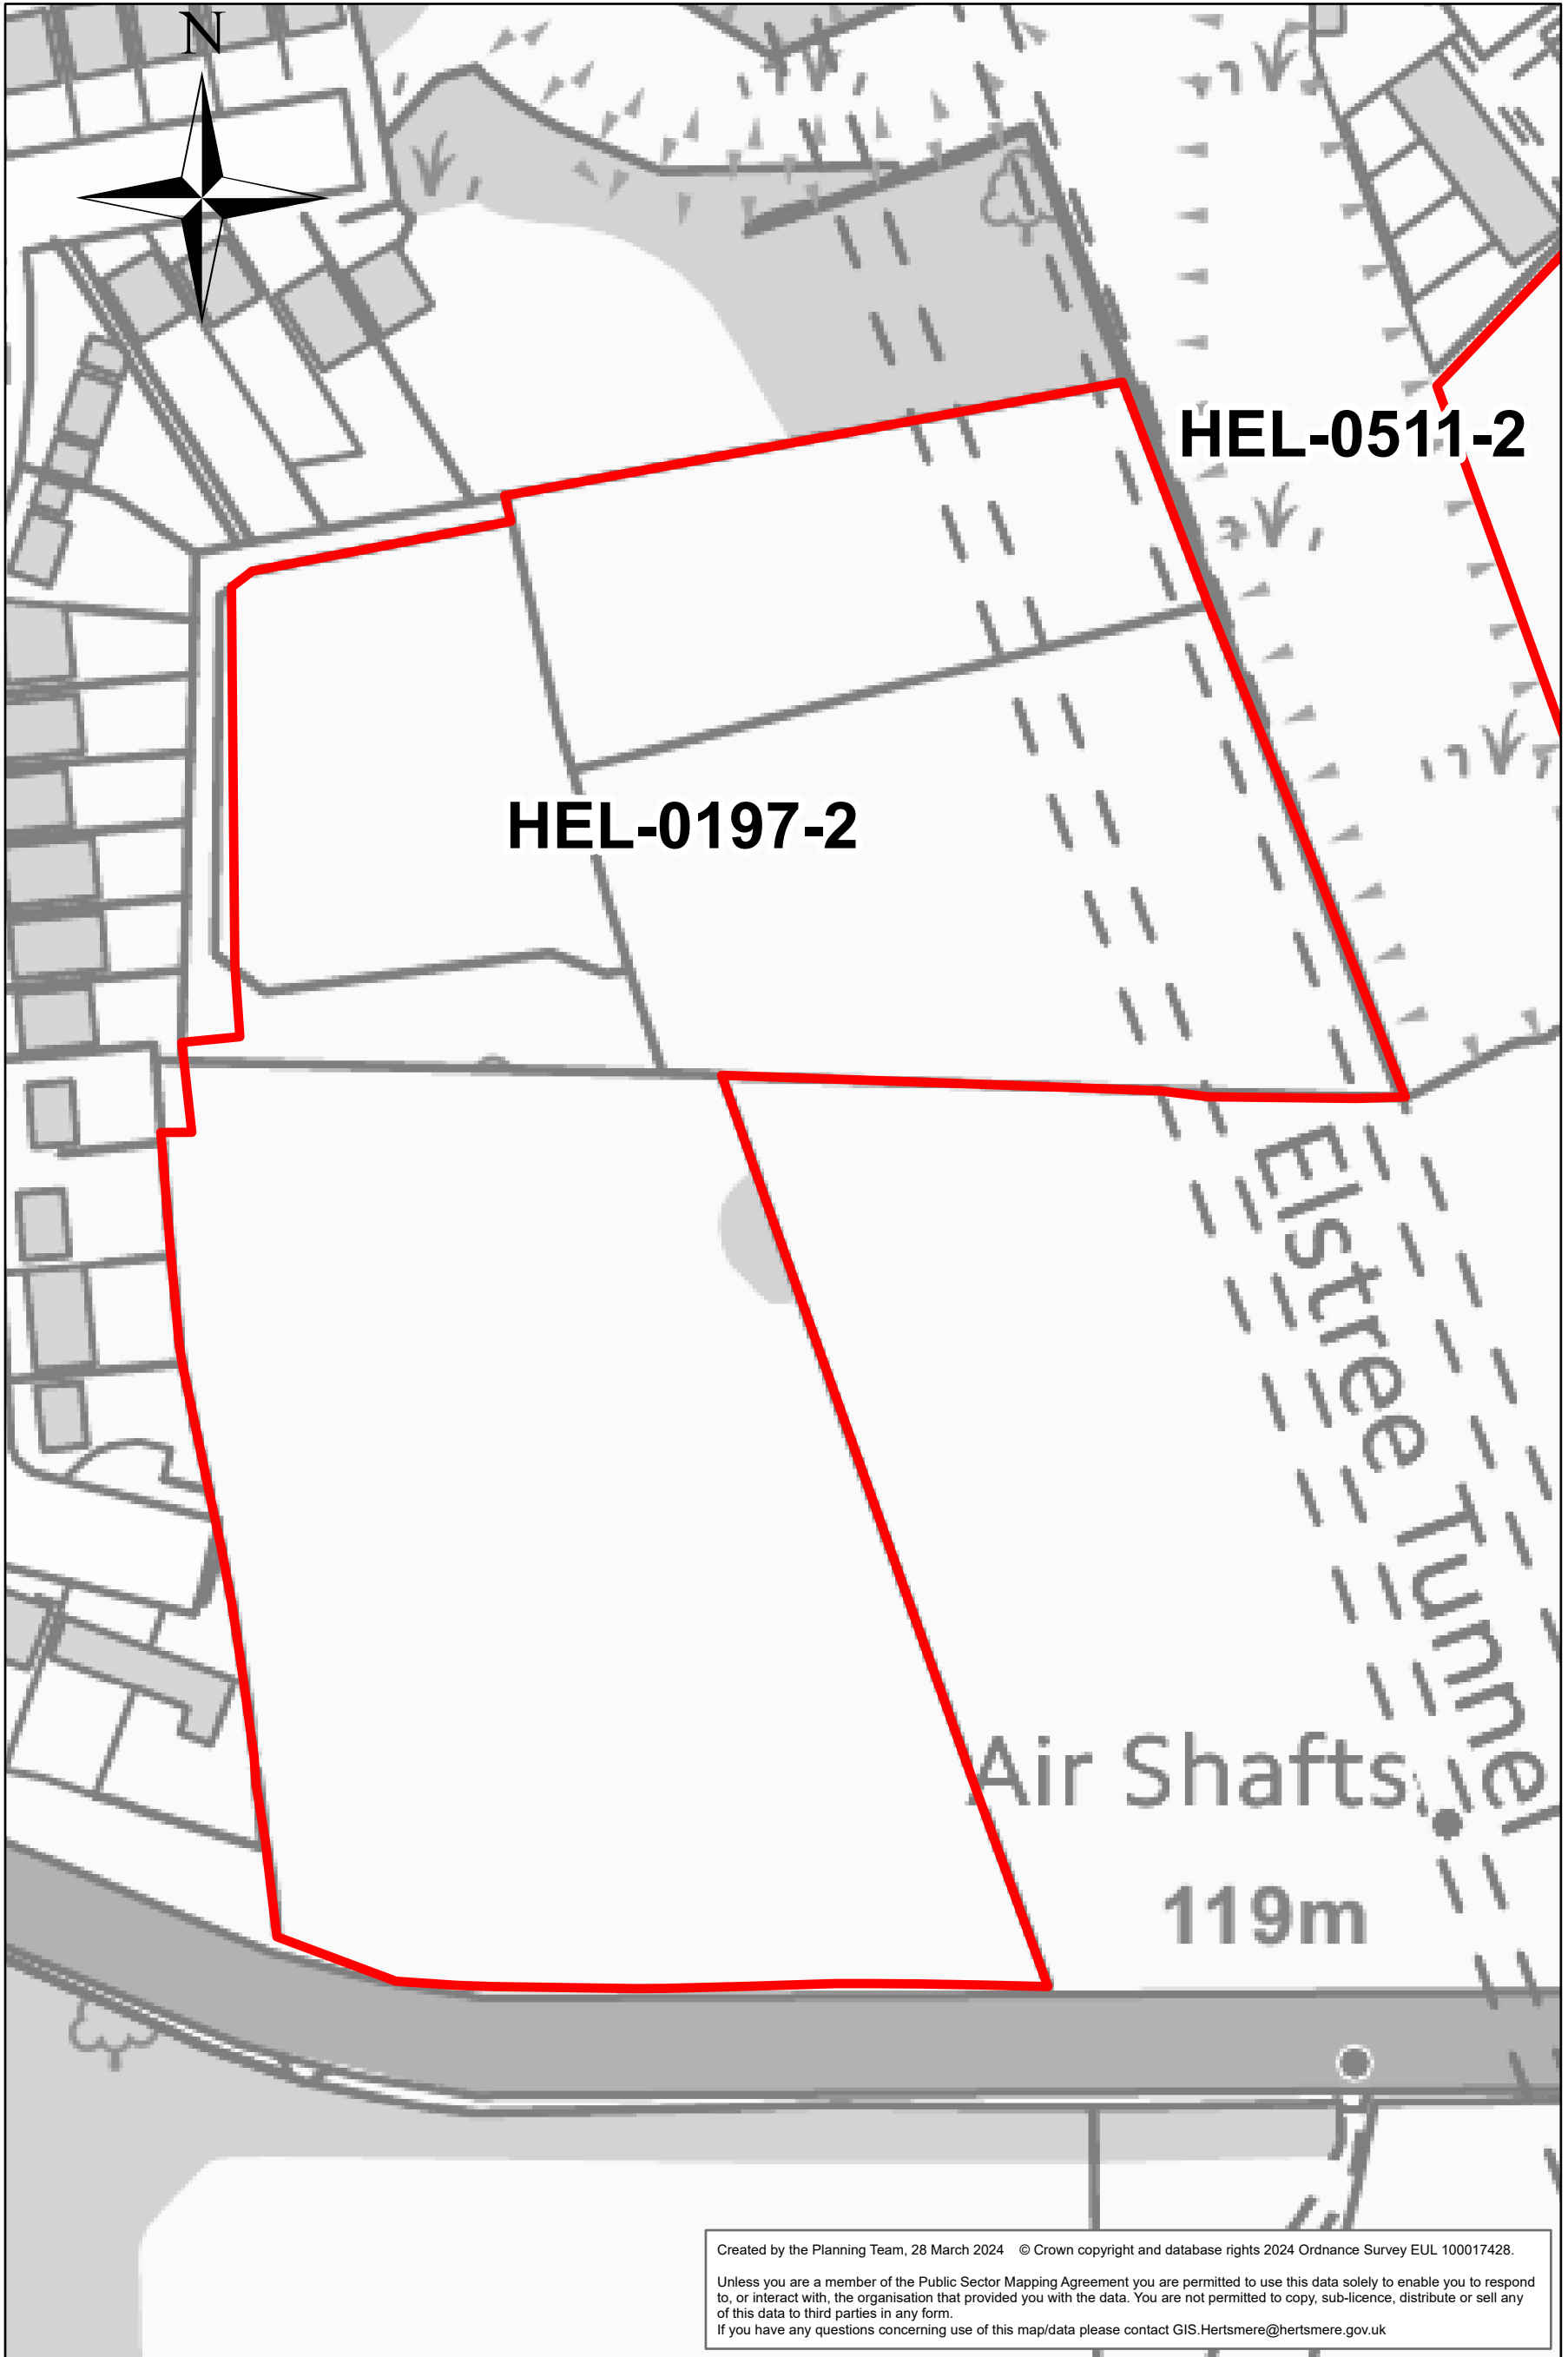 N
HEL-0511-2
HEL-0197-2
Elstree Tunnel
Air Shafts
119m
Created by the Planning Team, 28 March 2024 © Crown copyright and database rights 2024 Ordnance Survey EUL 100017428.
Unless you are a member of the Public Sector Mapping Agreement you are permitted to use this data solely to enable you to respond
to, or interact with, the organisation that provided you with the data. You are not permitted to copy, sub-licence, distribute or sell any
of this data to third parties in any form.
If you have any questions concerning use of this map/data please contact GIS.Hertsmere@hertsmere.gov.uk